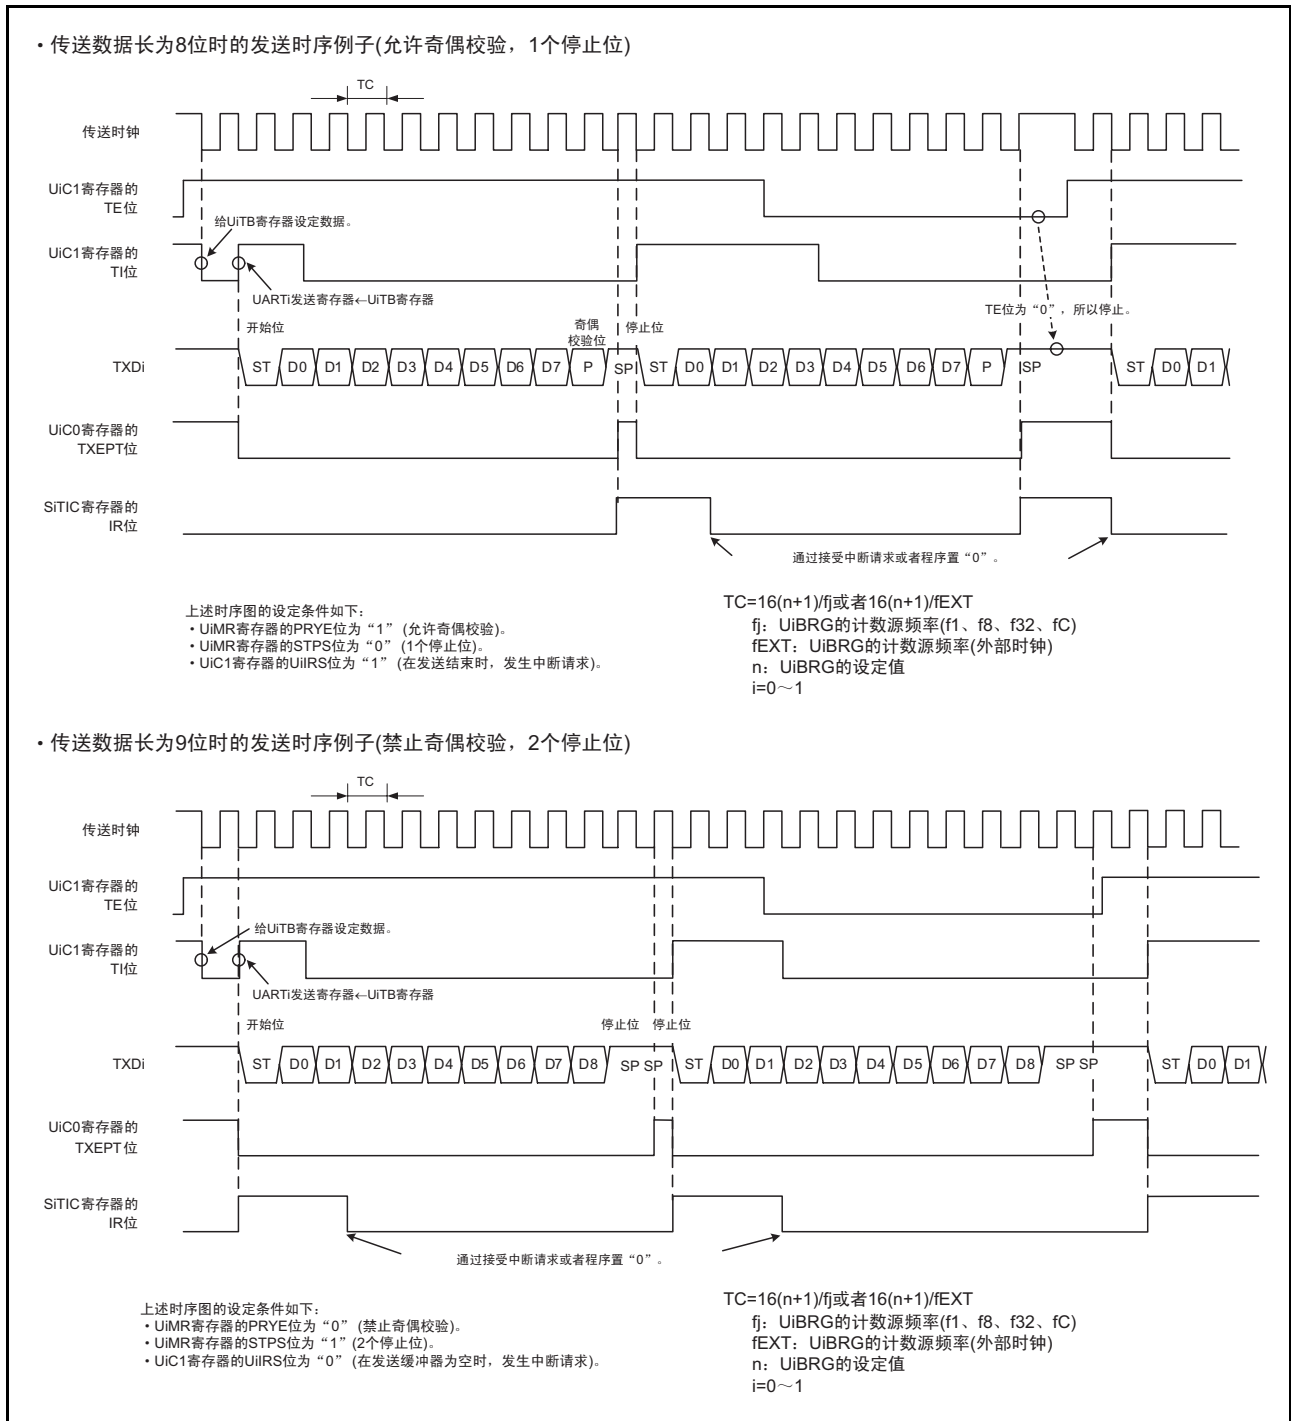 ・传送数据长为8位时的发送时序例子(允许奇偶校验，1个停止位)
TC
传送时钟
UiC1寄存器的
TE位
给UiTB寄存器设定数据。
UiC1寄存器的
TI位
UARTi发送寄存器←UiTB寄存器
TE位为“0”，所以停止。
开始位
奇偶
校验位
停止位
TXDi
ST D0 D1 D2 D3 D4 D5 D6 D7 P SP ST D0 D1 D2 D3 D4 D5 D6 D7 P SP ST D0 D1
UiC0寄存器的
TXEPT位
SiTIC寄存器的
IR位
通过接受中断请求或者程序置“0”。
上述时序图的设定条件如下：
・UiMR寄存器的PRYE位为“1” (允许奇偶校验)。
・UiMR寄存器的STPS位为“0” (1个停止位)。
・UiC1寄存器的UiIRS位为“1” (在发送结束时，发生中断请求)。
TC=16(n+1)/fj或者16(n+1)/fEXT
fj：UiBRG的计数源频率(f1、f8、f32、fC)
fEXT：UiBRG的计数源频率(外部时钟)
n：UiBRG的设定值
i=0～1
・传送数据长为9位时的发送时序例子(禁止奇偶校验，2个停止位)
TC
传送时钟
UiC1寄存器的
TE位
给UiTB寄存器设定数据。
UiC1寄存器的
TI位
UARTi发送寄存器←UiTB寄存器
开始位
停止位 停止位
TXDi
ST D0 D1 D2 D3 D4 D5 D6 D7 D8 SP SP ST D0 D1 D2 D3 D4 D5 D6 D7 D8 SP SP ST D0 D1
UiC0寄存器的
TXEPT位
SiTIC寄存器的
IR位
通过接受中断请求或者程序置“0”。
上述时序图的设定条件如下：
・UiMR寄存器的PRYE位为“0” (禁止奇偶校验)。
・UiMR寄存器的STPS位为“1” (2个停止位)。
・UiC1寄存器的UiIRS位为“0” (在发送缓冲器为空时，发生中断请求)。
TC=16(n+1)/fj或者16(n+1)/fEXT
fj：UiBRG的计数源频率(f1、f8、f32、fC)
fEXT：UiBRG的计数源频率(外部时钟)
n：UiBRG的设定值
i=0～1